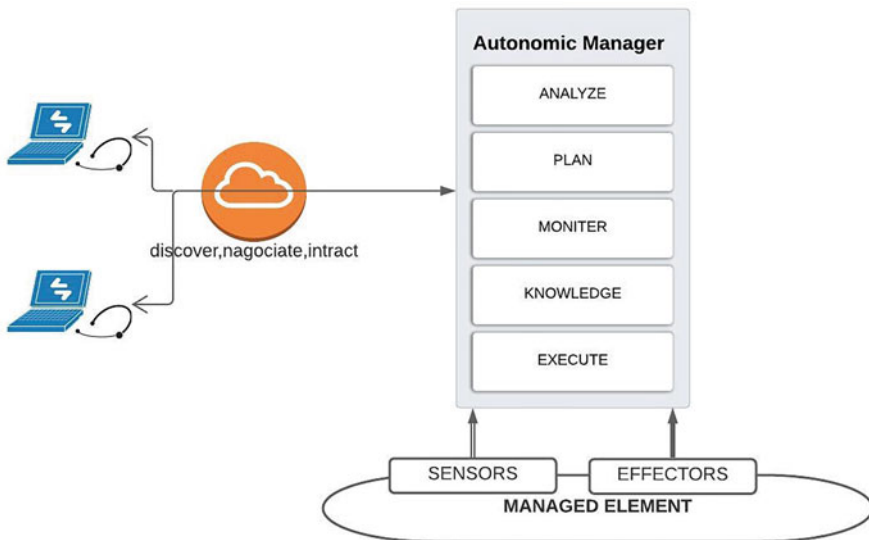 Autonomic Manager
ANALYZE
PLAN
MONITER
KNOWLEDGE
EXECUTE
discover,nagociate,intract
SENSORS
EFFECTORS
MANAGED ELEMENT